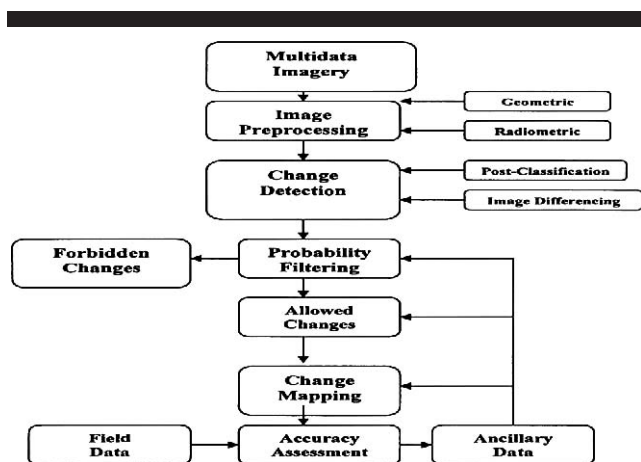 Multidata
Imagery
Geometric
Image
Preprocessing
Radiometric
Change
Detection
Post-Classification
Image Differencing
Forbidden
Changes
Probability
Filtering
Allowed
Changes
Change
Mapping
Field
Data
Accuracy
Assessment
Ancillary
Data